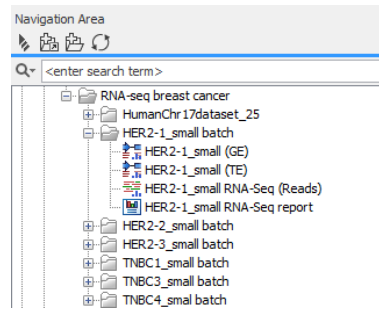 Navigation Area
<enter search term>
RNA-seq breast cancer
HumanChr17dataset_25
HER2-1_small batch
HER2-1_small (GE)
HER2-1_small (TE)
HER2-1_small RNA-Seq (Reads)
HER2-1_small RNA-Seq report
HER2-2_small batch
HER2-3_small batch
TNBC1_small batch
TNBC3_small batch
TNBC4_smal batch